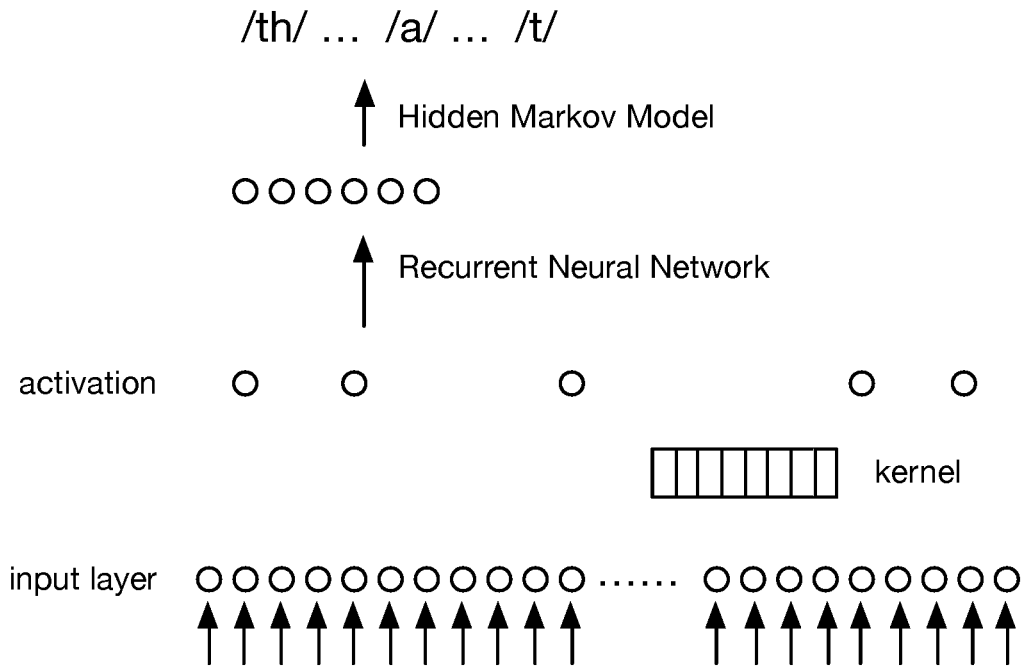 /th/ ... /a/ ... /t/
Hidden Markov Model
Recurrent Neural Network
activation
kernel
input layer ......